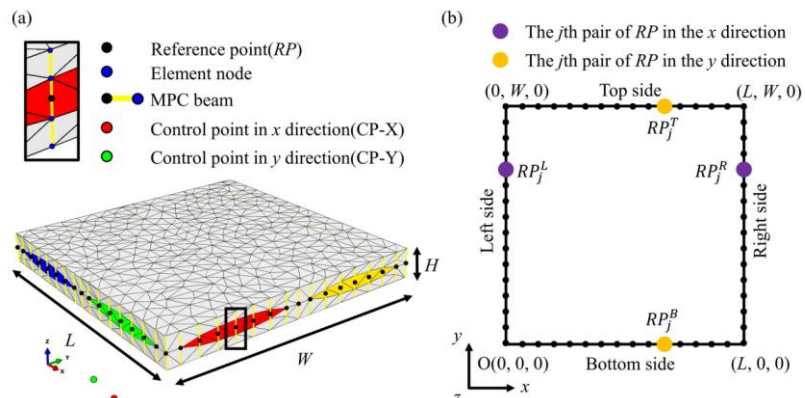 (a)
Reference point(RP)
Element node
MPC beam
Control point in x direction(CP-X)
Control point in y direction(CP-Y)
H
L
W
z
y
x
(b)
The jth pair of RP in the x direction
The jth pair of RP in the y direction
(0, W, 0)
Top side
(L, W, 0)
RP_j^T
RP_j^L
RP_j^R
Left side
Right side
RP_j^B
y
O(0, 0, 0)
Bottom side
(L, 0, 0)
z
x